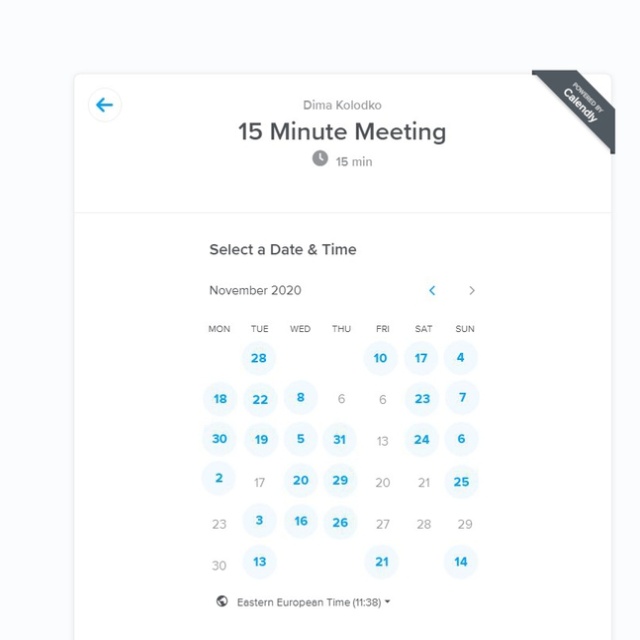 Dima Kolodko
15 Minute Meeting
15 min
POWERED BY
Calendly
Select a Date & Time
November 2020
MON TUE WED THU FRI SAT SUN
28 10 17 4
18 22 8 6 6 23 7
30 19 5 31 13 24 6
2 17 20 29 20 21 25
23 3 16 26 27 28 29
30 13 21 14
Eastern European Time (11:38)